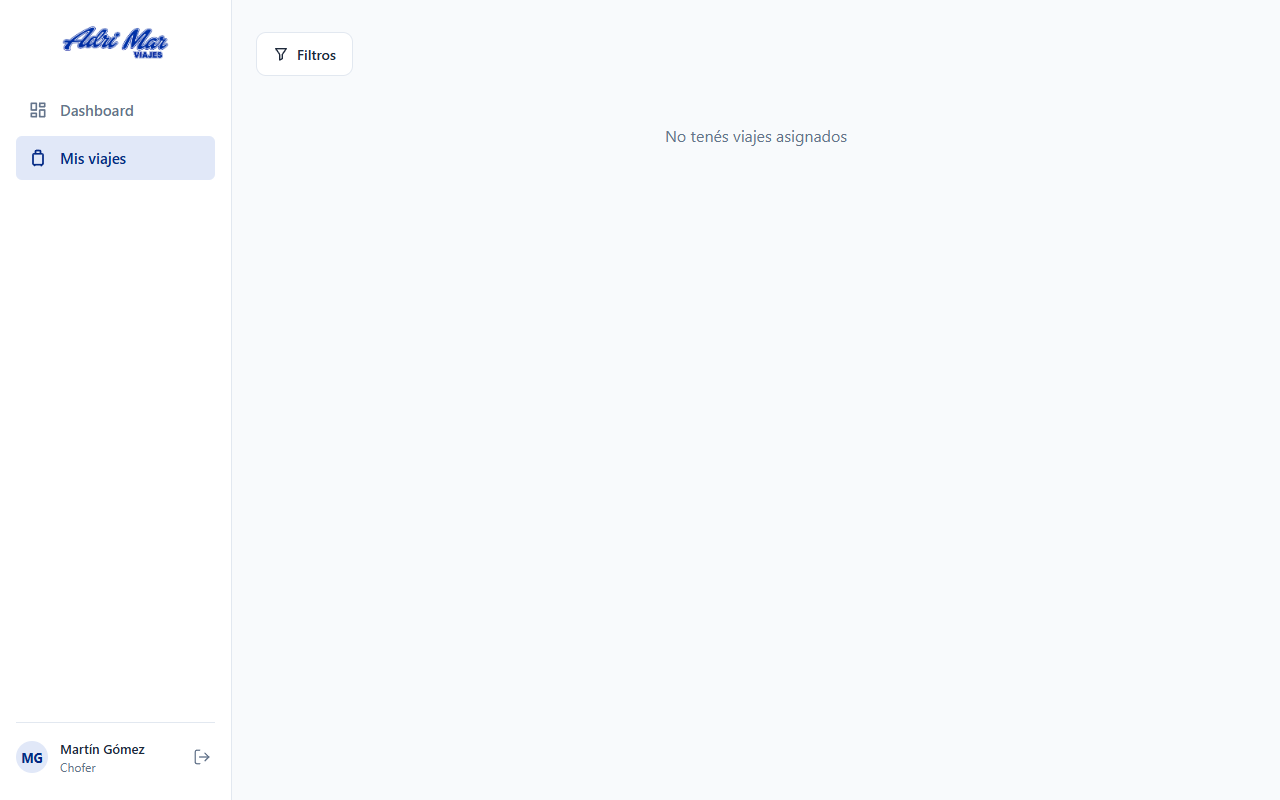 Adri Mar
VIAJES
Dashboard
Mis viajes
Filtros
No tenés viajes asignados
MG
Martín Gómez
Chofer